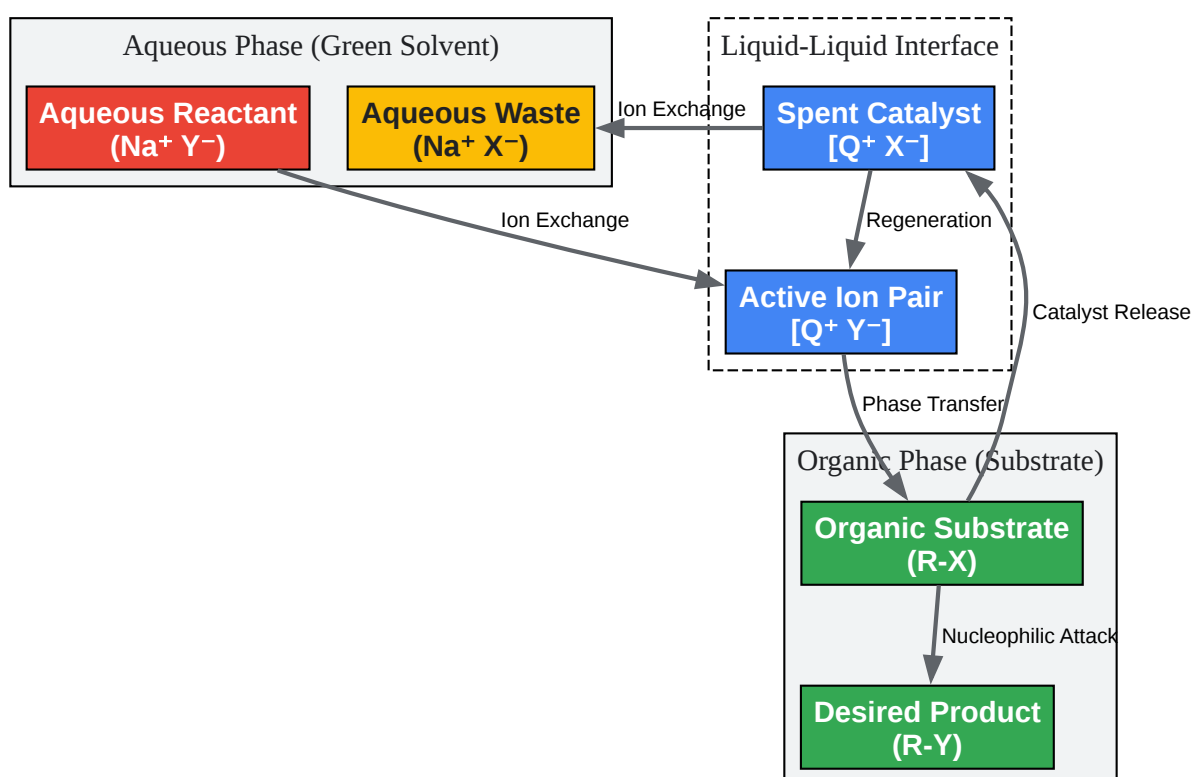 Aqueous Phase (Green Solvent)
Liquid-Liquid Interface
Aqueous Reactant
(Na⁺ Y⁻)
Aqueous Waste
(Na⁺ X⁻)
Ion Exchange
Spent Catalyst
[Q⁺ X⁻]
Ion Exchange
Regeneration
Active Ion Pair
[Q⁺ Y⁻]
Catalyst Release
Phase Transfer
Organic Phase (Substrate)
Organic Substrate
(R-X)
Nucleophilic Attack
Desired Product
(R-Y)